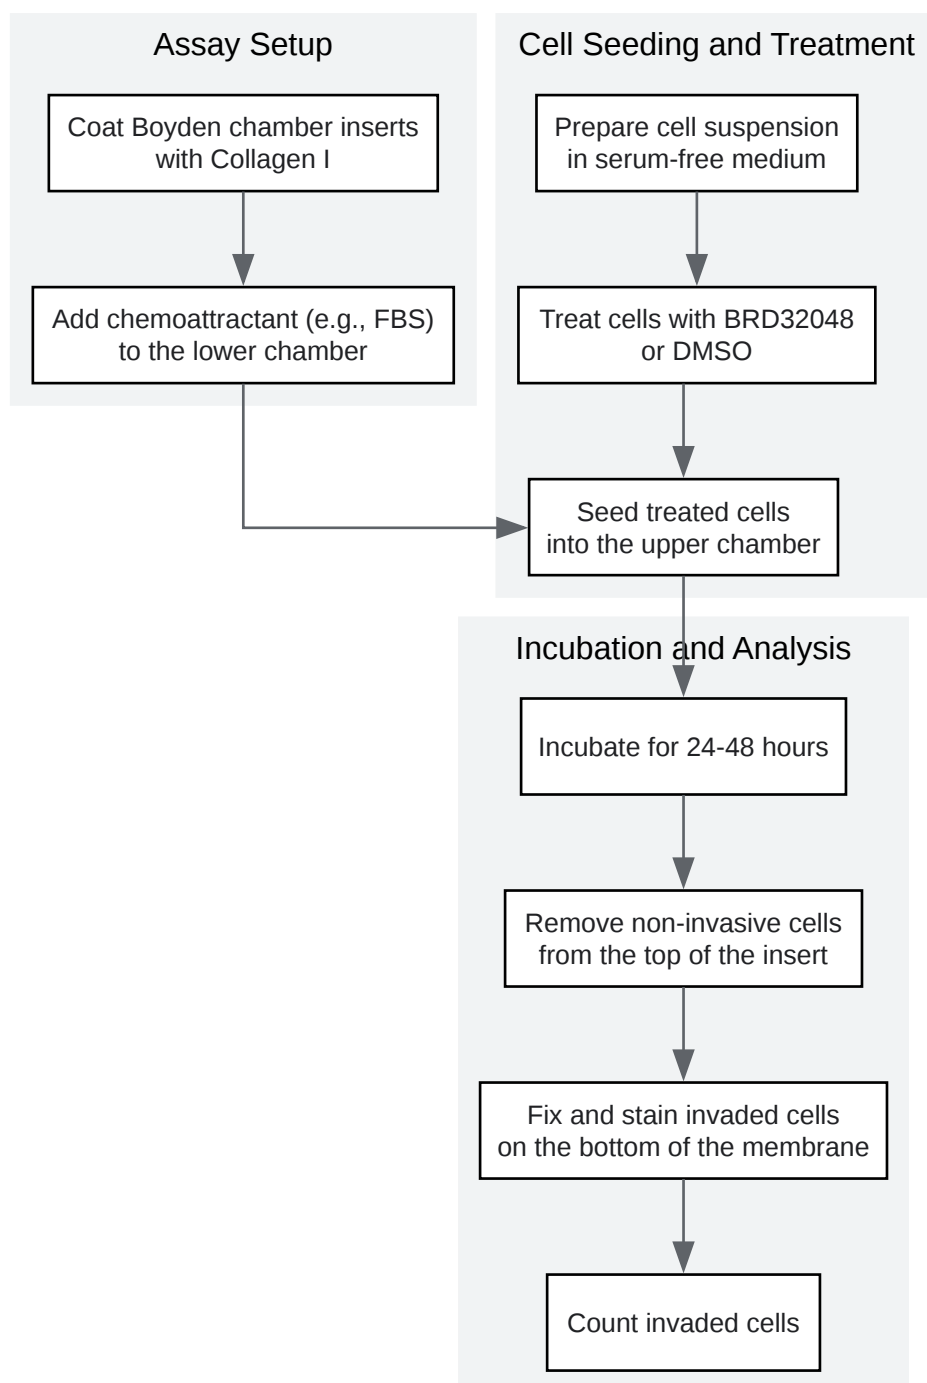 Assay Setup
Coat Boyden chamber inserts
with Collagen I
Add chemoattractant (e.g., FBS)
to the lower chamber
Cell Seeding and Treatment
Prepare cell suspension
in serum-free medium
Treat cells with BRD32048
or DMSO
Seed treated cells
into the upper chamber
Incubation and Analysis
Incubate for 24-48 hours
Remove non-invasive cells
from the top of the insert
Fix and stain invaded cells
on the bottom of the membrane
Count invaded cells